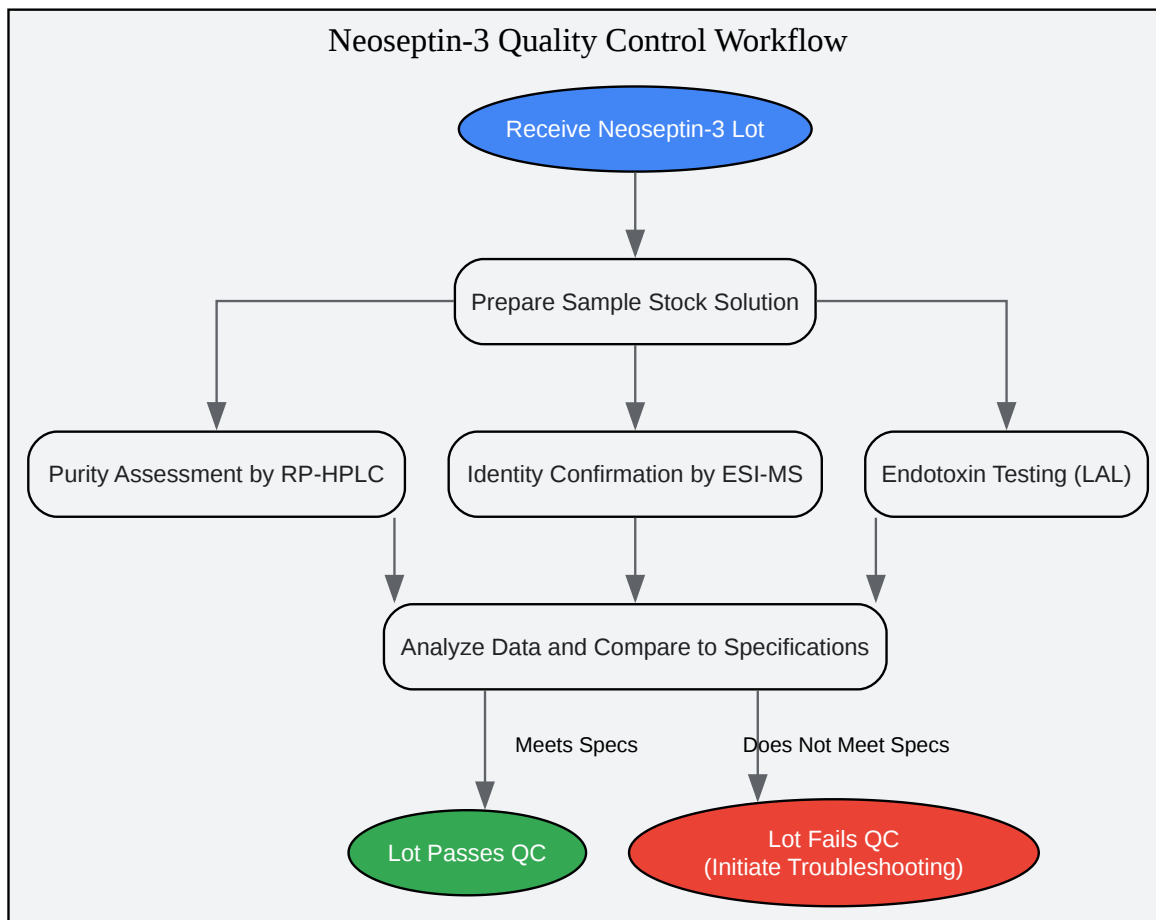 Neoseptin-3 Quality Control Workflow
Receive Neoseptin-3 Lot
Prepare Sample Stock Solution
Purity Assessment by RP-HPLC
Identity Confirmation by ESI-MS
Endotoxin Testing (LAL)
Analyze Data and Compare to Specifications
Meets Specs
Does Not Meet Specs
Lot Passes QC
Lot Fails QC
(Initiate Troubleshooting)